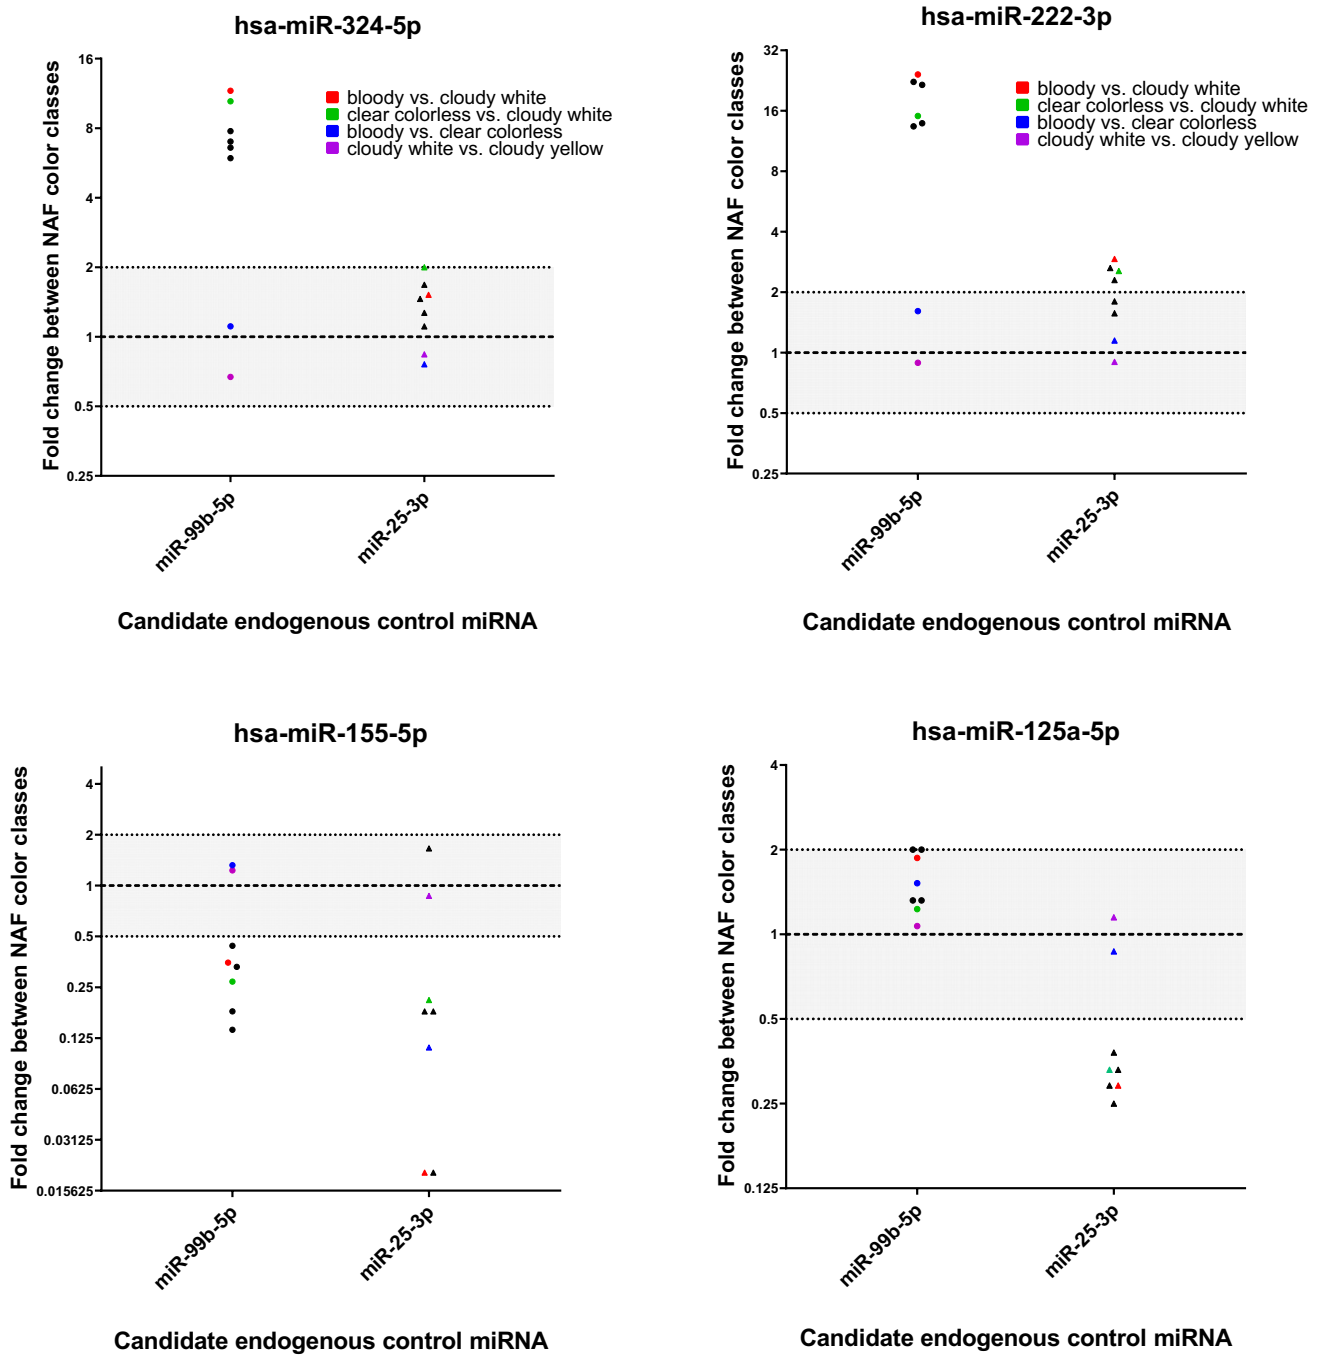 hsa-miR-324-5p
Fold change between NAF color classes
16
8
4
2
1
0.5
0.25
bloody vs. cloudy white
clear colorless vs. cloudy white
bloody vs. clear colorless
cloudy white vs. cloudy yellow
miR-99b-5p
miR-25-3p
Candidate endogenous control miRNA
hsa-miR-222-3p
Fold change between NAF color classes
32
16
8
4
2
1
0.5
0.25
bloody vs. cloudy white
clear colorless vs. cloudy white
bloody vs. clear colorless
cloudy white vs. cloudy yellow
miR-99b-5p
miR-25-3p
Candidate endogenous control miRNA
hsa-miR-155-5p
Fold change between NAF color classes
4
2
1
0.5
0.25
0.125
0.0625
0.03125
0.015625
miR-99b-5p
miR-25-3p
Candidate endogenous control miRNA
hsa-miR-125a-5p
Fold change between NAF color classes
4
2
1
0.5
0.25
0.125
miR-99b-5p
miR-25-3p
Candidate endogenous control miRNA